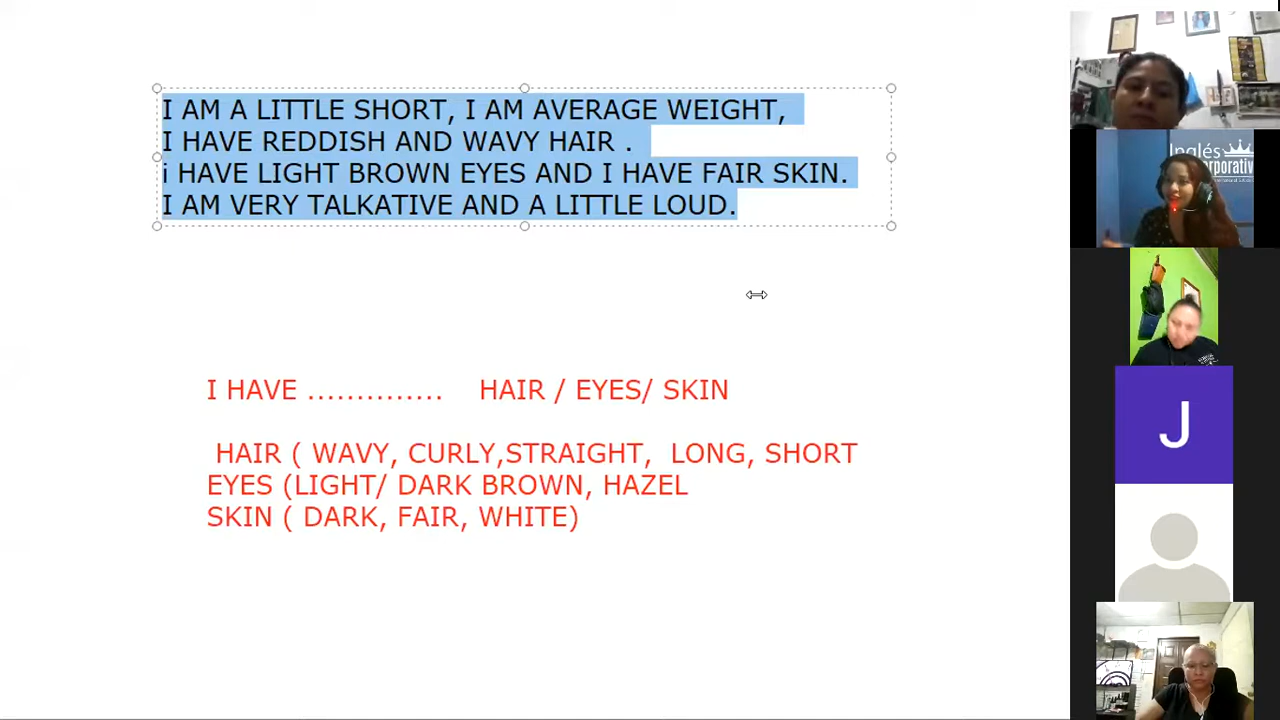 I AM A LITTLE SHORT, I AM AVERAGE WEIGHT,
I HAVE REDDISH AND WAVY HAIR .
i HAVE LIGHT BROWN EYES AND I HAVE FAIR SKIN.
I AM VERY TALKATIVE AND A LITTLE LOUD.
I HAVE .............. HAIR / EYES/ SKIN
HAIR ( WAVY, CURLY,STRAIGHT, LONG, SHORT
EYES (LIGHT/ DARK BROWN, HAZEL
SKIN ( DARK, FAIR, WHITE)
Inglés
J